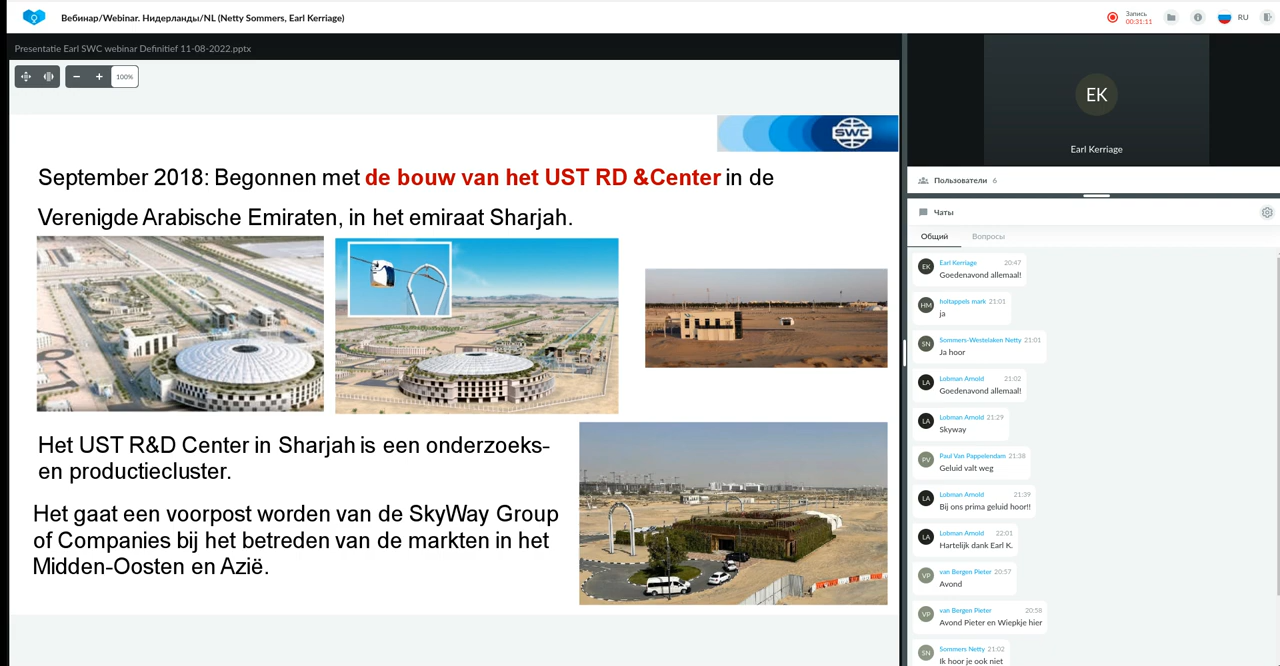 Вебинар/Webinar. Нидерланды/NL (Netty Sommers, Earl Kerriage)
Запись
00:31:11
RU
Presentatie Earl SWC webinar Definitief 11-08-2022.pptx
100%
SWC
September 2018: Begonnen met de bouw van het UST RD &Center in de
Verenigde Arabische Emiraten, in het emiraat Sharjah.
Het UST R&D Center in Sharjah is een onderzoeks-
en productiecluster.
Het gaat een voorpost worden van de SkyWay Group
of Companies bij het betreden van de markten in het
Midden-Oosten en Azië.
EK
Earl Kerriage
Пользователи 6
Чаты
Общий Вопросы
EK Earl Kerriage 20:47
Goedenavond allemaal!
HM holtappels mark 21:01
ja
SN Sommers-Westelaken Netty 21:01
Ja hoor
LA Lobman Arnold 21:02
Goedenavond allemaal!
LA Lobman Arnold 21:29
Skyway
PV Paul Van Pappelendam 21:38
Geluid valt weg
LA Lobman Arnold 21:39
Bij ons prima geluid hoor!!
LA Lobman Arnold 22:01
Hartelijk dank Earl K.
VP van Bergen Pieter 20:57
Avond
VP van Bergen Pieter 20:58
Avond Pieter en Wiepkje hier
SN Sommers Netty 21:02
Ik hoor je ook niet